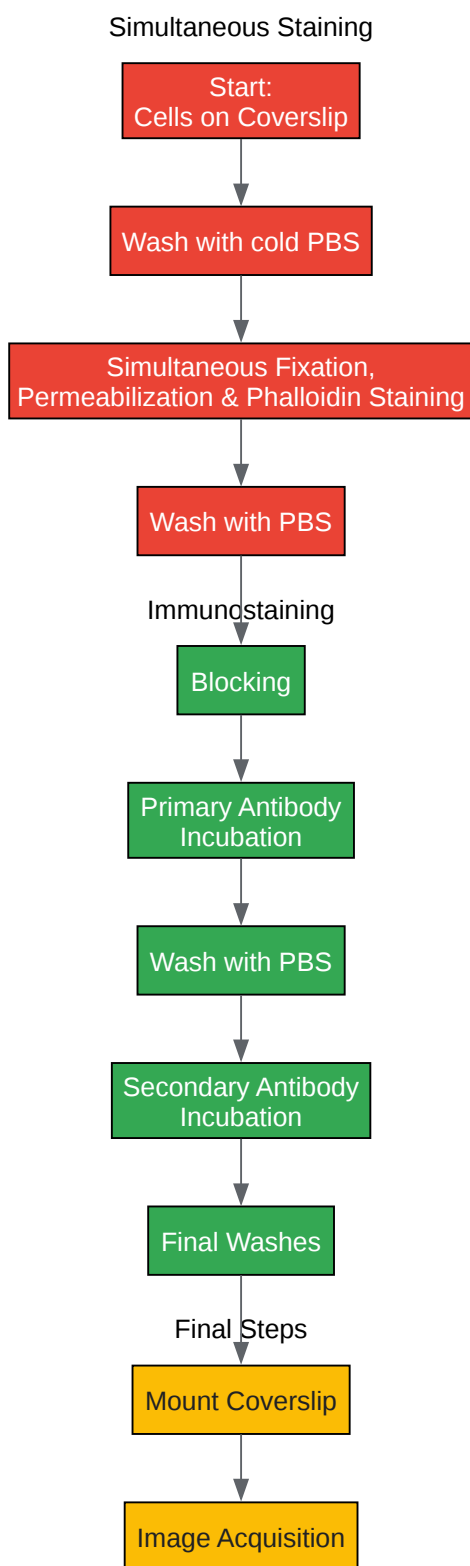 Simultaneous Staining
Start:
Cells on Coverslip
Wash with cold PBS
Simultaneous Fixation,
Permeabilization & Phalloidin Staining
Wash with PBS
Immunostaining
Blocking
Primary Antibody
Incubation
Wash with PBS
Secondary Antibody
Incubation
Final Washes
Final Steps
Mount Coverslip
Image Acquisition